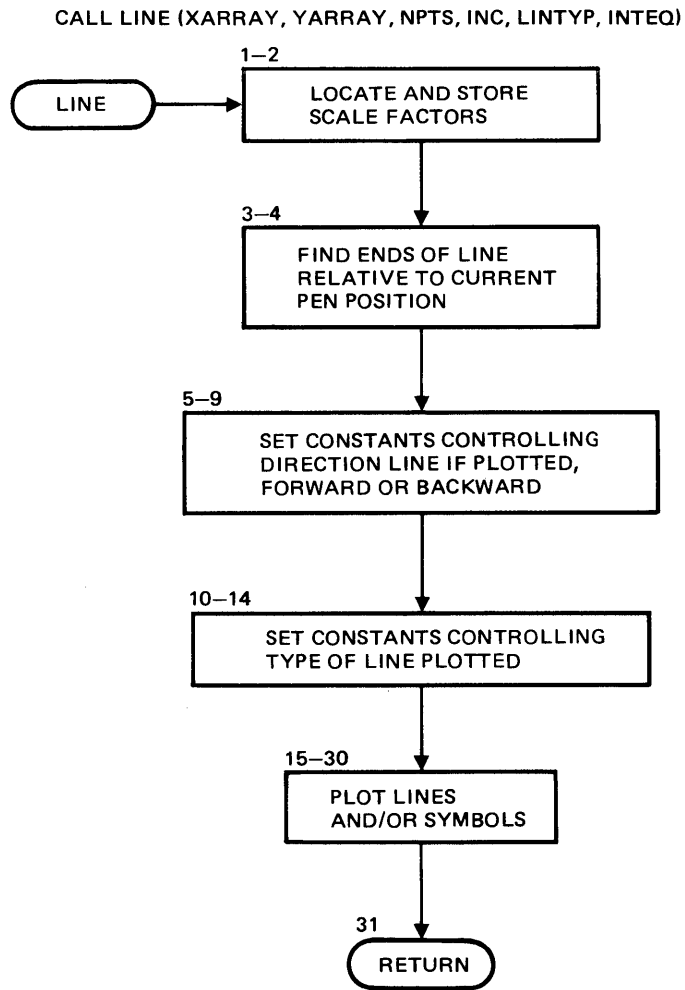 CALL LINE (XARRAY, YARRAY, NPTS, INC, LINTYP, INTEQ)
1–2
LINE
LOCATE AND STORE
SCALE FACTORS
3–4
FIND ENDS OF LINE
RELATIVE TO CURRENT
PEN POSITION
5–9
SET CONSTANTS CONTROLLING
DIRECTION LINE IF PLOTTED,
FORWARD OR BACKWARD
10–14
SET CONSTANTS CONTROLLING
TYPE OF LINE PLOTTED
15–30
PLOT LINES
AND/OR SYMBOLS
31
RETURN